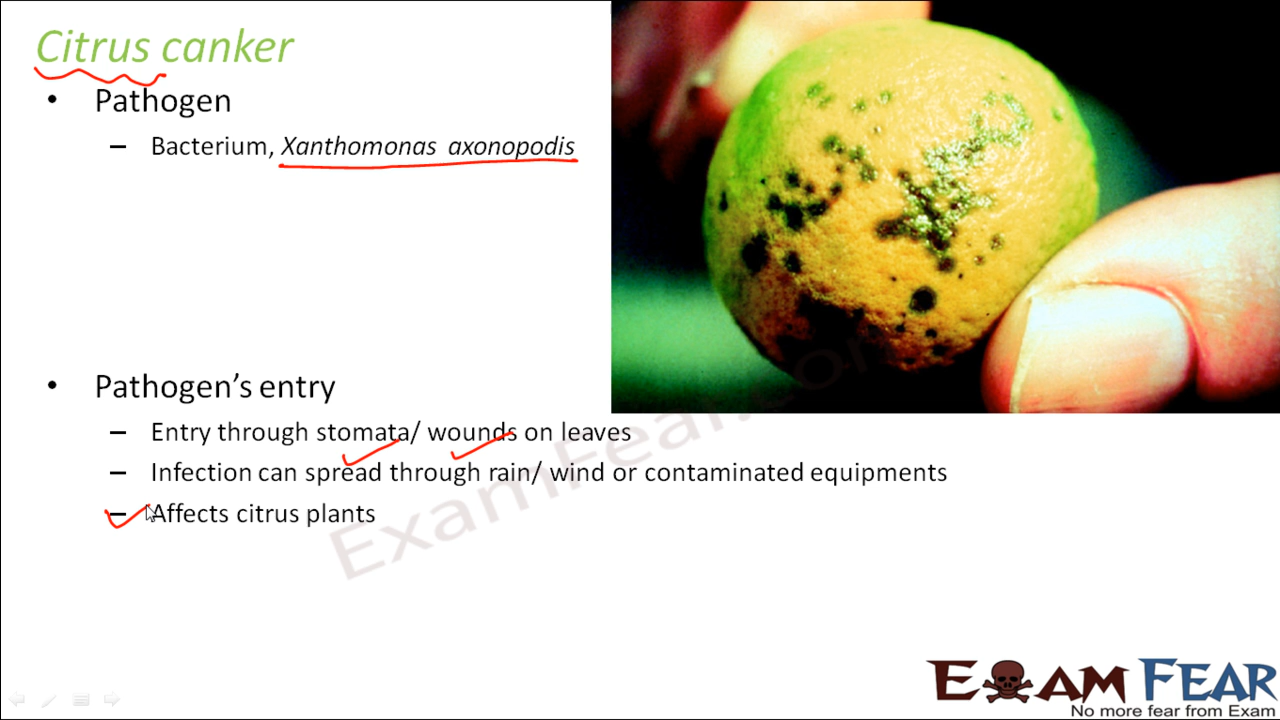 Citrus canker
• Pathogen
– Bacterium, Xanthomonas axonopodis
• Pathogen’s entry
– Entry through stomata/ wounds on leaves
– Infection can spread through rain/ wind or contaminated equipments
– Affects citrus plants
ExamFear.com
EXAMFEAR
No more fear from Exam